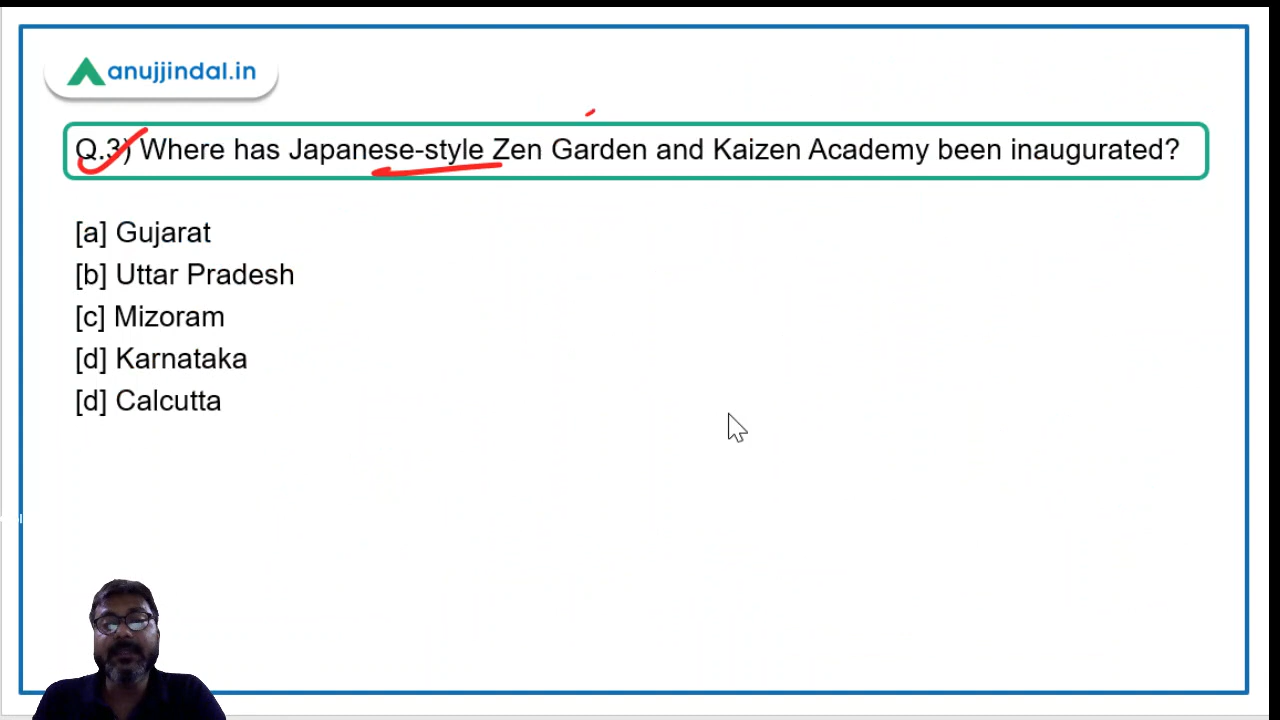 anujjindal.in
Q.3) Where has Japanese-style Zen Garden and Kaizen Academy been inaugurated?
[a] Gujarat
[b] Uttar Pradesh
[c] Mizoram
[d] Karnataka
[d] Calcutta